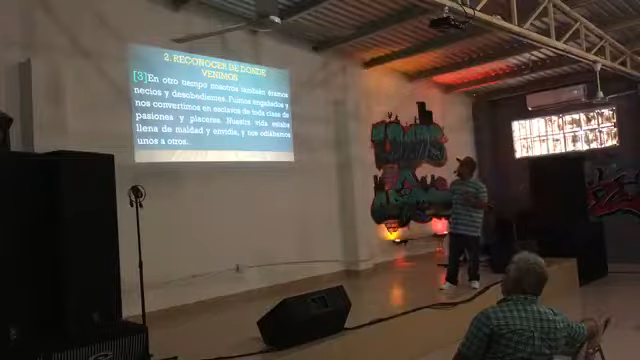 2. RECONOCER DE DONDE
VENIMOS
[3]En otro tiempo nosotros también éramos
necios y desobedientes. Fuimos engañados y
nos convertimos en esclavos de toda clase de
pasiones y placeres. Nuestra vida estaba
llena de maldad y envidia, y nos odiábamos
unos a otros.